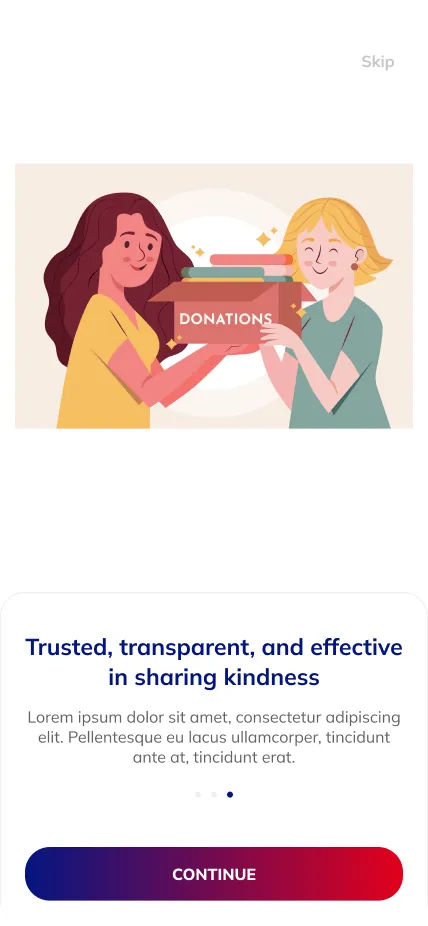 Skip
DONATIONS
Trusted, transparent, and effective
in sharing kindness
Lorem ipsum dolor sit amet, consectetur adipiscing
elit. Pellentesque eu lacus ullamcorper, tincidunt
ante at, tincidunt erat.
CONTINUE